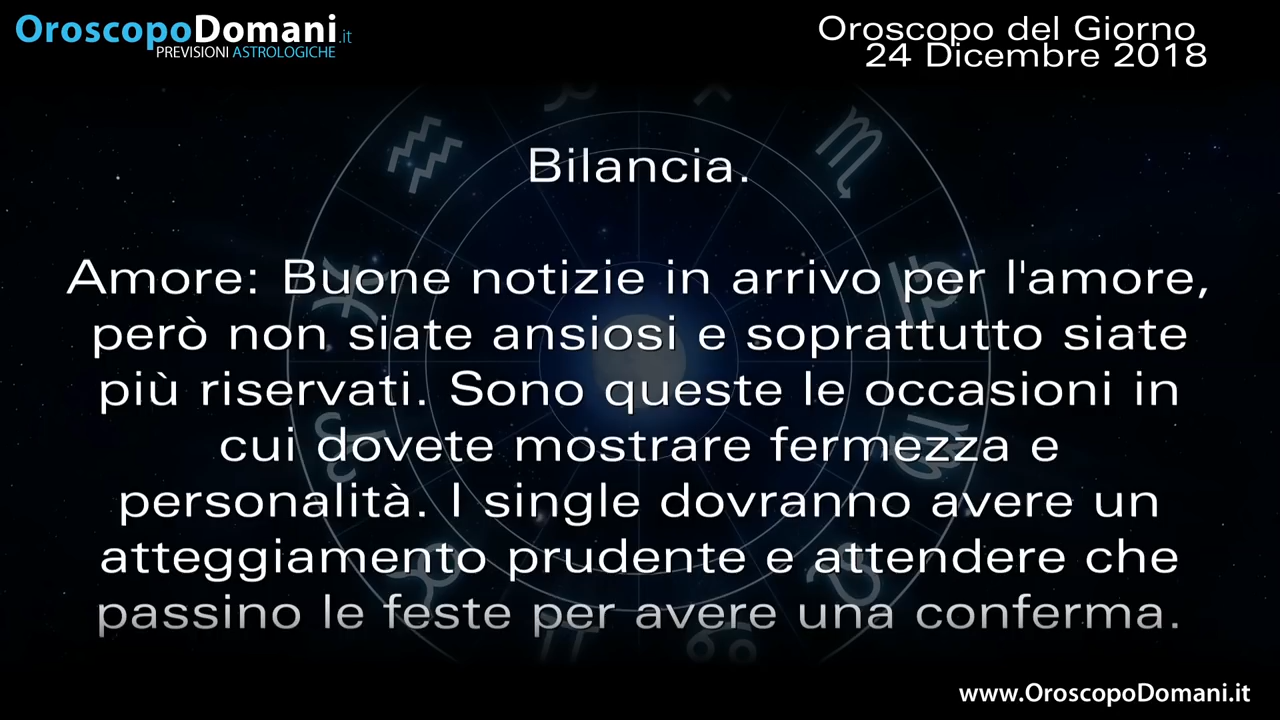 OroscopoDomani.it
PREVISIONI ASTROLOGICHE
Oroscopo del Giorno
24 Dicembre 2018
Bilancia.
Amore: Buone notizie in arrivo per l'amore,
però non siate ansiosi e soprattutto siate
più riservati. Sono queste le occasioni in
cui dovete mostrare fermezza e
personalità. I single dovranno avere un
atteggiamento prudente e attendere che
passino le feste per avere una conferma.
www.OroscopoDomani.it